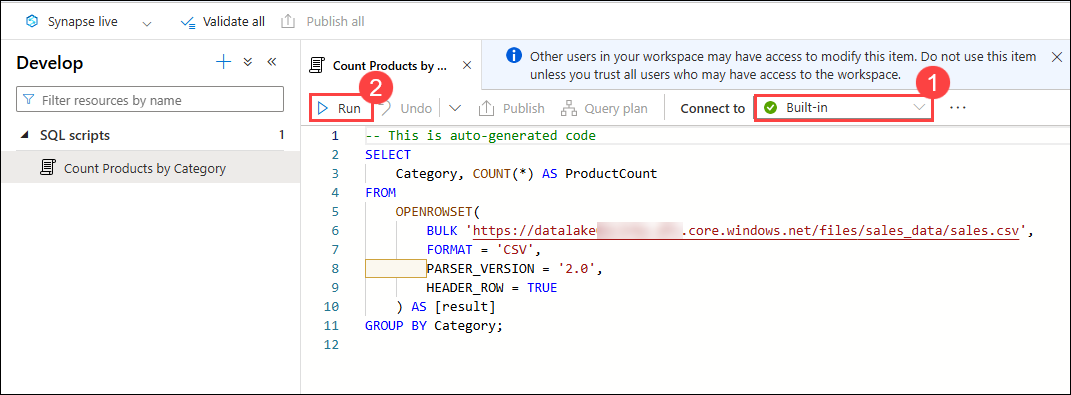 Synapse live
Validate all
Publish all
Develop
Filter resources by name
SQL scripts 1
Count Products by Category
Count Products by ...
Other users in your workspace may have access to modify this item. Do not use this item
unless you trust all users who may have access to the workspace.
1
2
Run
Undo
Publish
Query plan
Connect to
Built-in
1 -- This is auto-generated code
2 SELECT
3 Category, COUNT(*) AS ProductCount
4 FROM
5 OPENROWSET(
6 BULK 'https://datalake .core.windows.net/files/sales_data/sales.csv',
7 FORMAT = 'CSV',
8 PARSER_VERSION = '2.0',
9 HEADER_ROW = TRUE
10 ) AS [result]
11 GROUP BY Category;
12